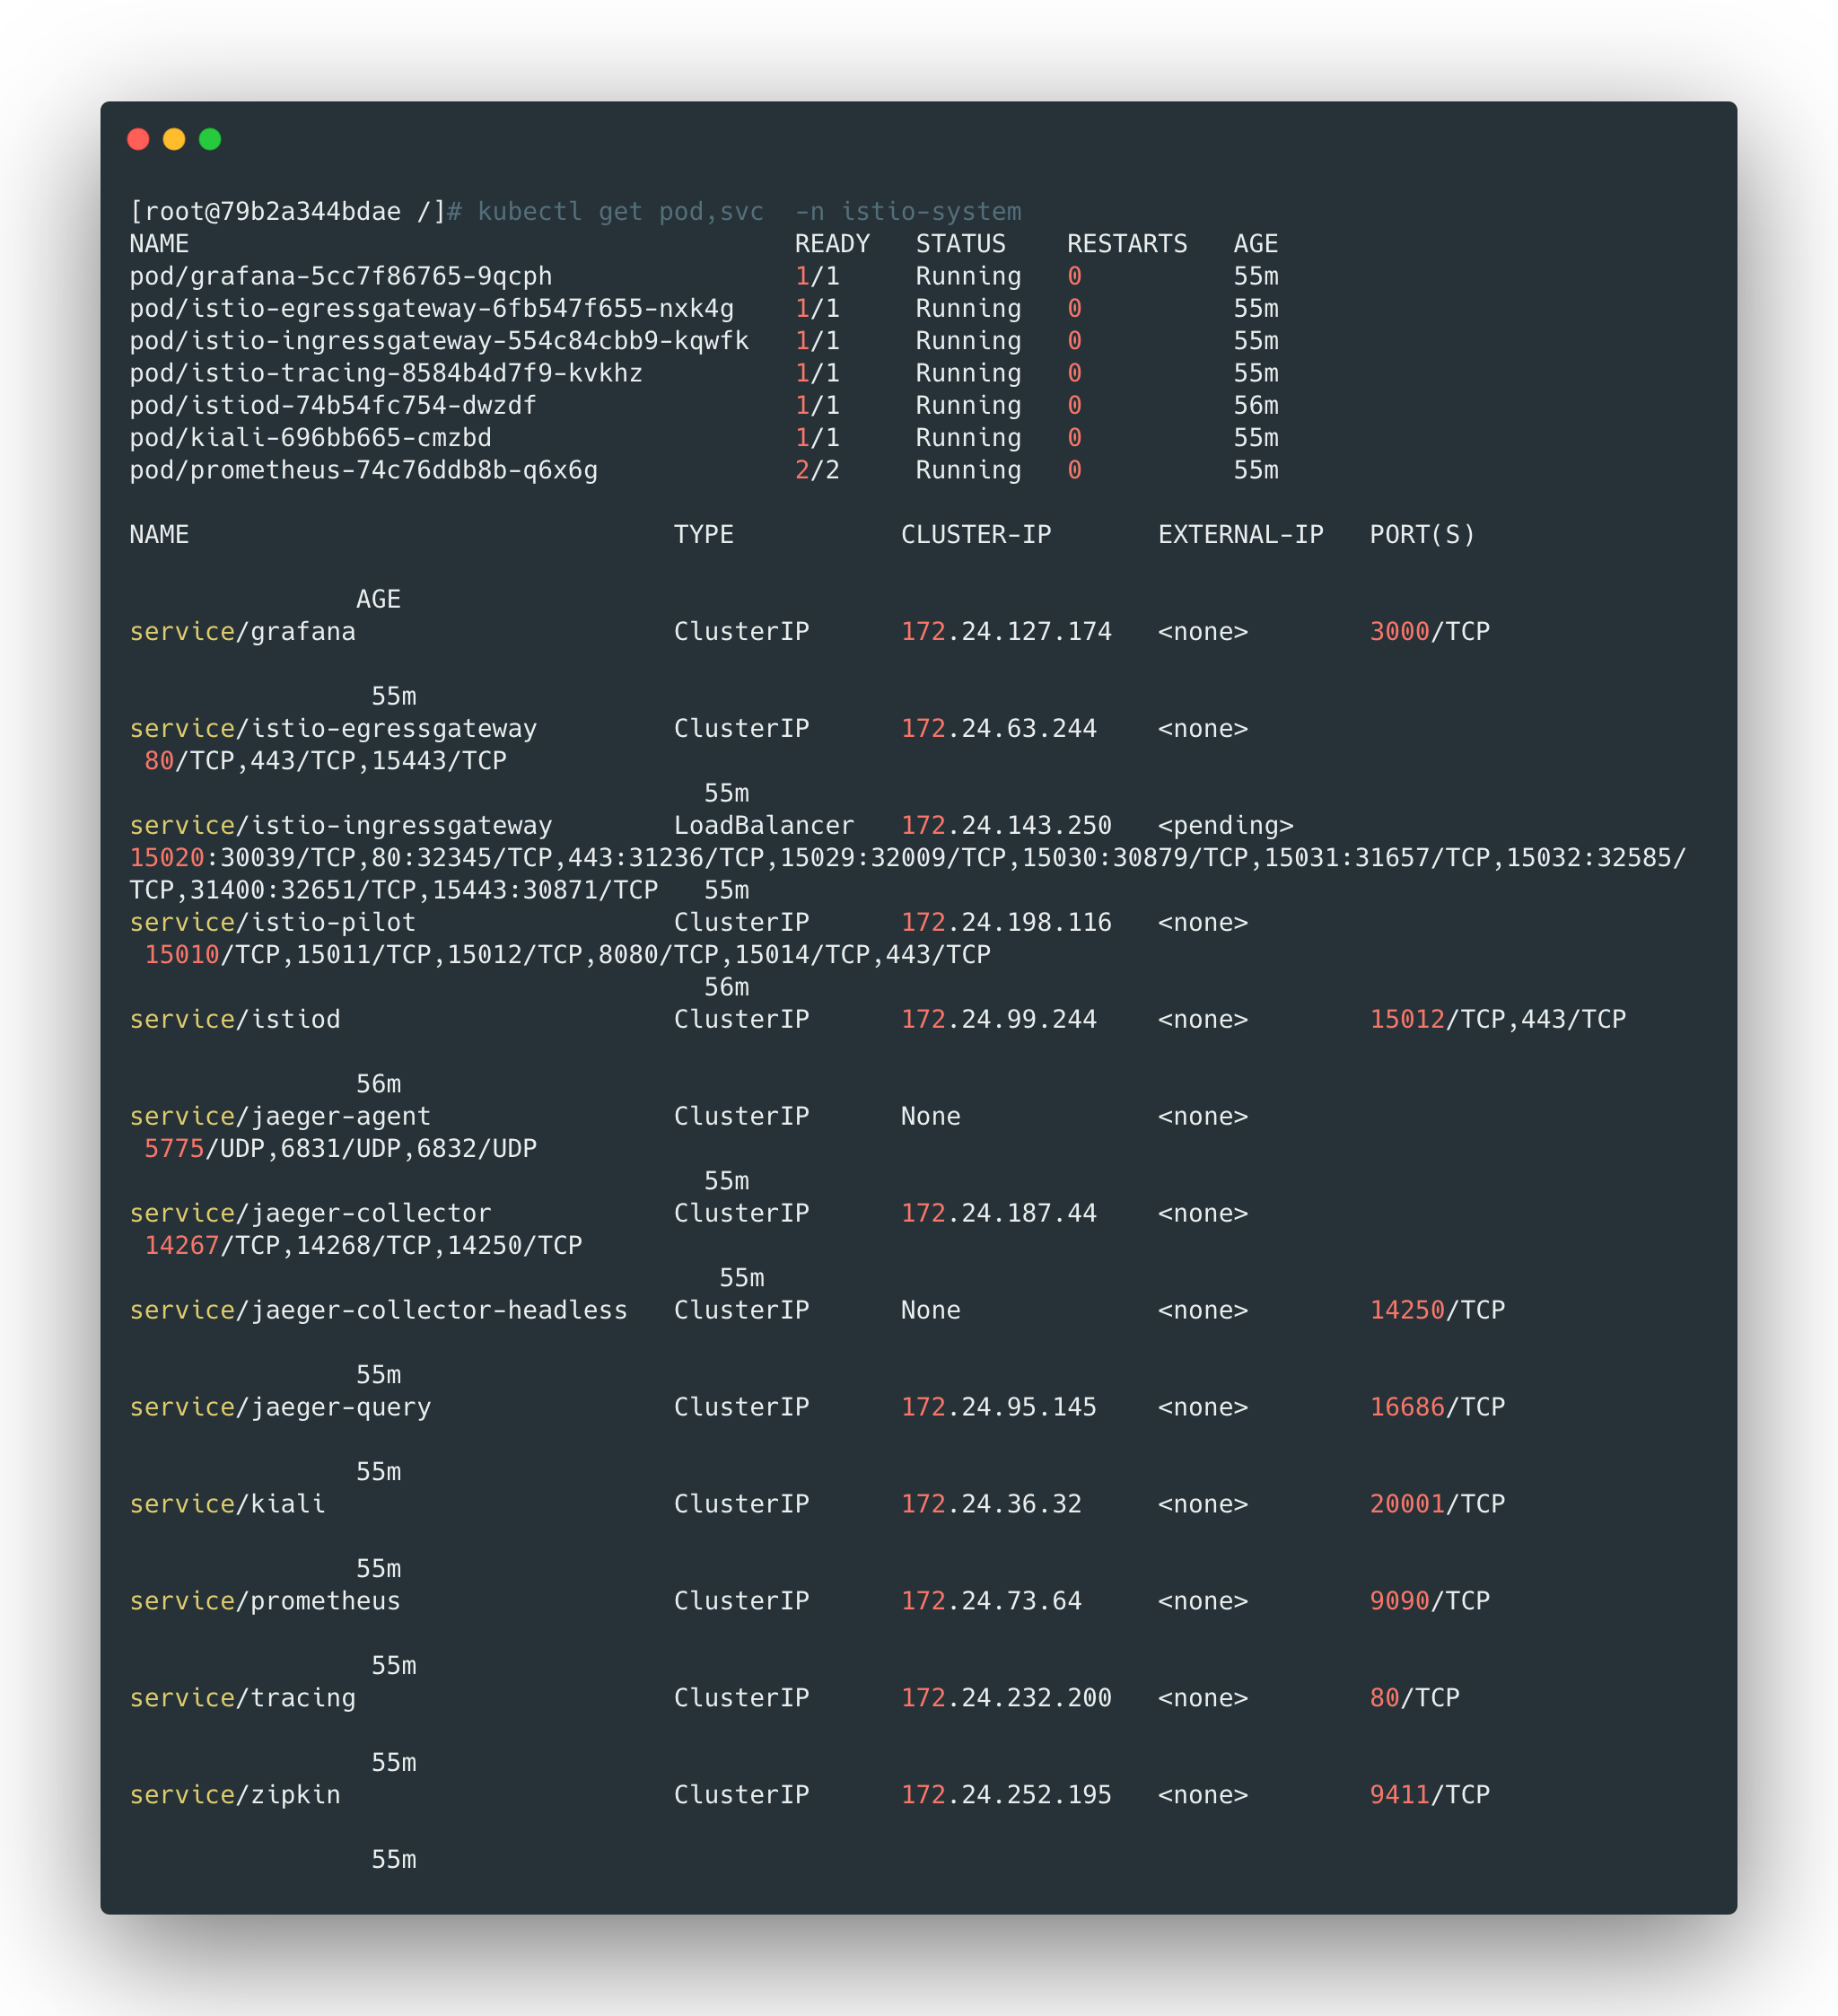 [root@79b2a344bdae /]# kubectl get pod,svc  -n istio-system
NAME                                        READY   STATUS    RESTARTS   AGE
pod/grafana-5cc7f86765-9qcph                1/1     Running   0          55m
pod/istio-egressgateway-6fb547f655-nxk4g    1/1     Running   0          55m
pod/istio-ingressgateway-554c84cbb9-kqwfk   1/1     Running   0          55m
pod/istio-tracing-8584b4d7f9-kvkhz          1/1     Running   0          55m
pod/istiod-74b54fc754-dwzdf                 1/1     Running   0          56m
pod/kiali-696bb665-cmzbd                    1/1     Running   0          55m
pod/prometheus-74c76ddb8b-q6x6g             2/2     Running   0          55m
NAME                                TYPE           CLUSTER-IP       EXTERNAL-IP   PORT(S)
AGE
service/grafana                     ClusterIP      172.24.127.174   <none>        3000/TCP
55m
service/istio-egressgateway         ClusterIP      172.24.63.244    <none>
80/TCP,443/TCP,15443/TCP
55m
service/istio-ingressgateway        LoadBalancer   172.24.143.250   <pending>
15020:30039/TCP,80:32345/TCP,443:31236/TCP,15029:32009/TCP,15030:30879/TCP,15031:31657/TCP,15032:32585/
TCP,31400:32651/TCP,15443:30871/TCP   55m
service/istio-pilot                 ClusterIP      172.24.198.116   <none>
15010/TCP,15011/TCP,15012/TCP,8080/TCP,15014/TCP,443/TCP
56m
service/istiod                      ClusterIP      172.24.99.244    <none>        15012/TCP,443/TCP
56m
service/jaeger-agent                ClusterIP      None             <none>
5775/UDP,6831/UDP,6832/UDP
55m
service/jaeger-collector            ClusterIP      172.24.187.44    <none>
14267/TCP,14268/TCP,14250/TCP
55m
service/jaeger-collector-headless   ClusterIP      None             <none>        14250/TCP
55m
service/jaeger-query                ClusterIP      172.24.95.145    <none>        16686/TCP
55m
service/kiali                       ClusterIP      172.24.36.32     <none>        20001/TCP
55m
service/prometheus                  ClusterIP      172.24.73.64     <none>        9090/TCP
55m
service/tracing                     ClusterIP      172.24.232.200   <none>        80/TCP
55m
service/zipkin                      ClusterIP      172.24.252.195   <none>        9411/TCP
55m